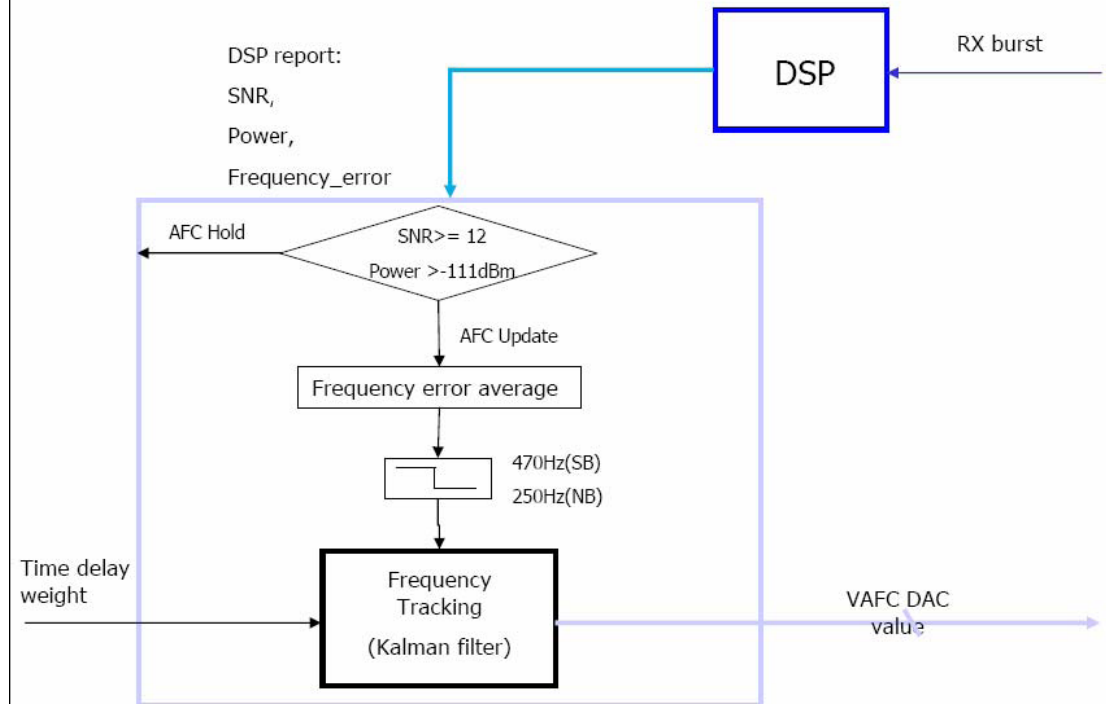 DSP report:
SNR,
Power,
Frequency_error
DSP
RX burst
AFC Hold
SNR>= 12
Power >-111dBm
AFC Update
Frequency error average
470Hz(SB)
250Hz(NB)
Time delay
weight
Frequency
Tracking
(Kalman filter)
VAFC DAC
value